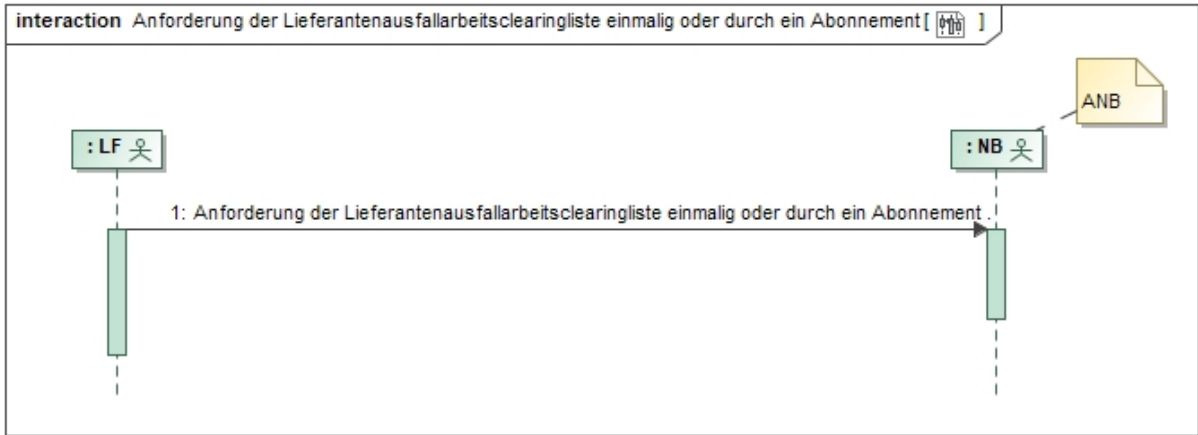 interaction Anforderung der Lieferantenausfallarbeitsclearingliste einmalig oder durch ein Abonnement[ ]
ANB
: LF
: NB
1: Anforderung der Lieferantenausfallarbeitsclearingliste einmalig oder durch ein Abonnement .